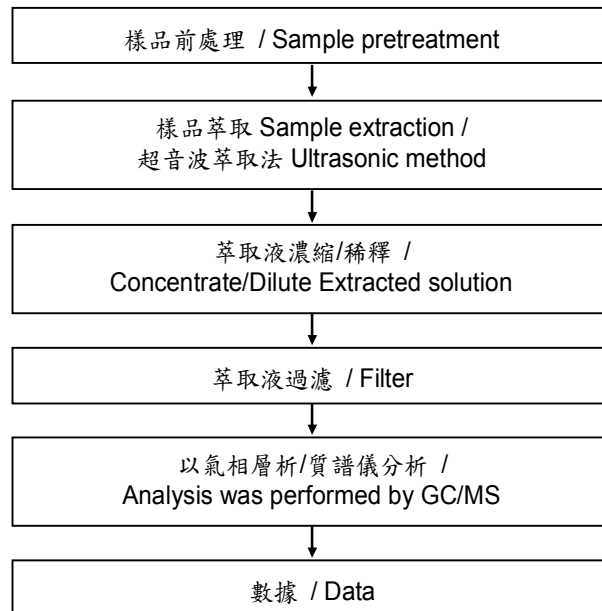 樣品前處理 / Sample pretreatment
樣品萃取 Sample extraction /
超音波萃取法 Ultrasonic method
萃取液濃縮/稀釋 /
Concentrate/Dilute Extracted solution
萃取液過濾 / Filter
以氣相層析/質譜儀分析 /
Analysis was performed by GC/MS
數據 / Data